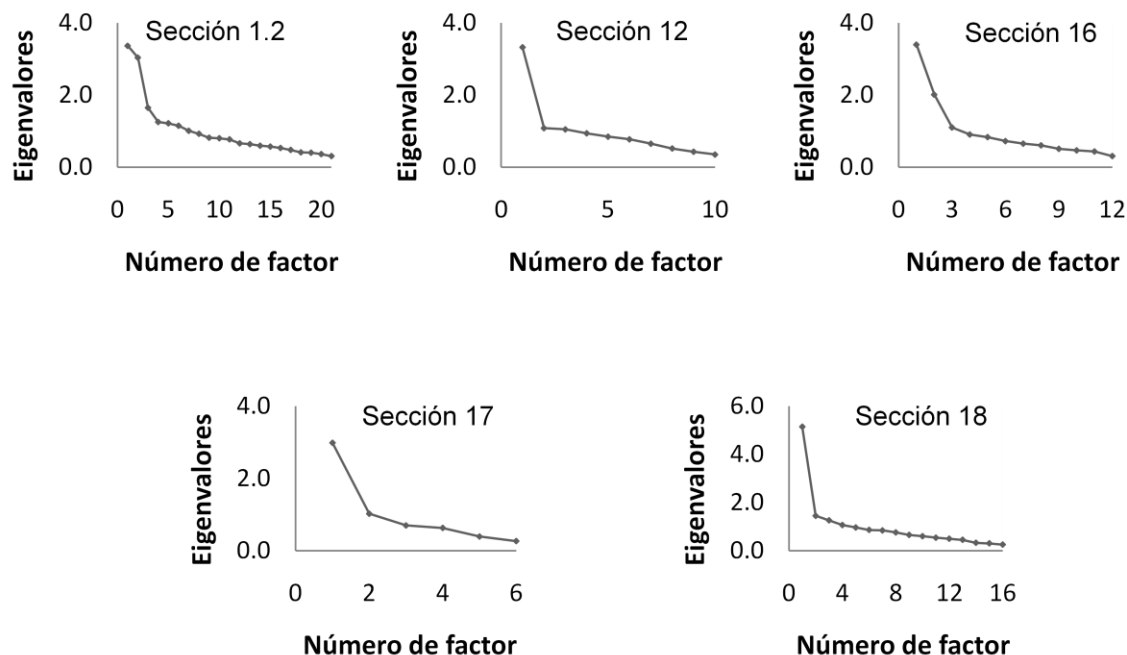 Sección 1.2
Eigenvalores
4.0
2.0
0.0
0 5 10 15 20
Número de factor
Sección 12
Eigenvalores
4.0
2.0
0.0
0 5 10
Número de factor
Sección 16
Eigenvalores
4.0
2.0
0.0
0 3 6 9 12
Número de factor
Sección 17
Eigenvalores
4.0
2.0
0.0
0 2 4 6
Número de factor
Sección 18
Eigenvalores
6.0
4.0
2.0
0.0
0 4 8 12 16
Número de factor